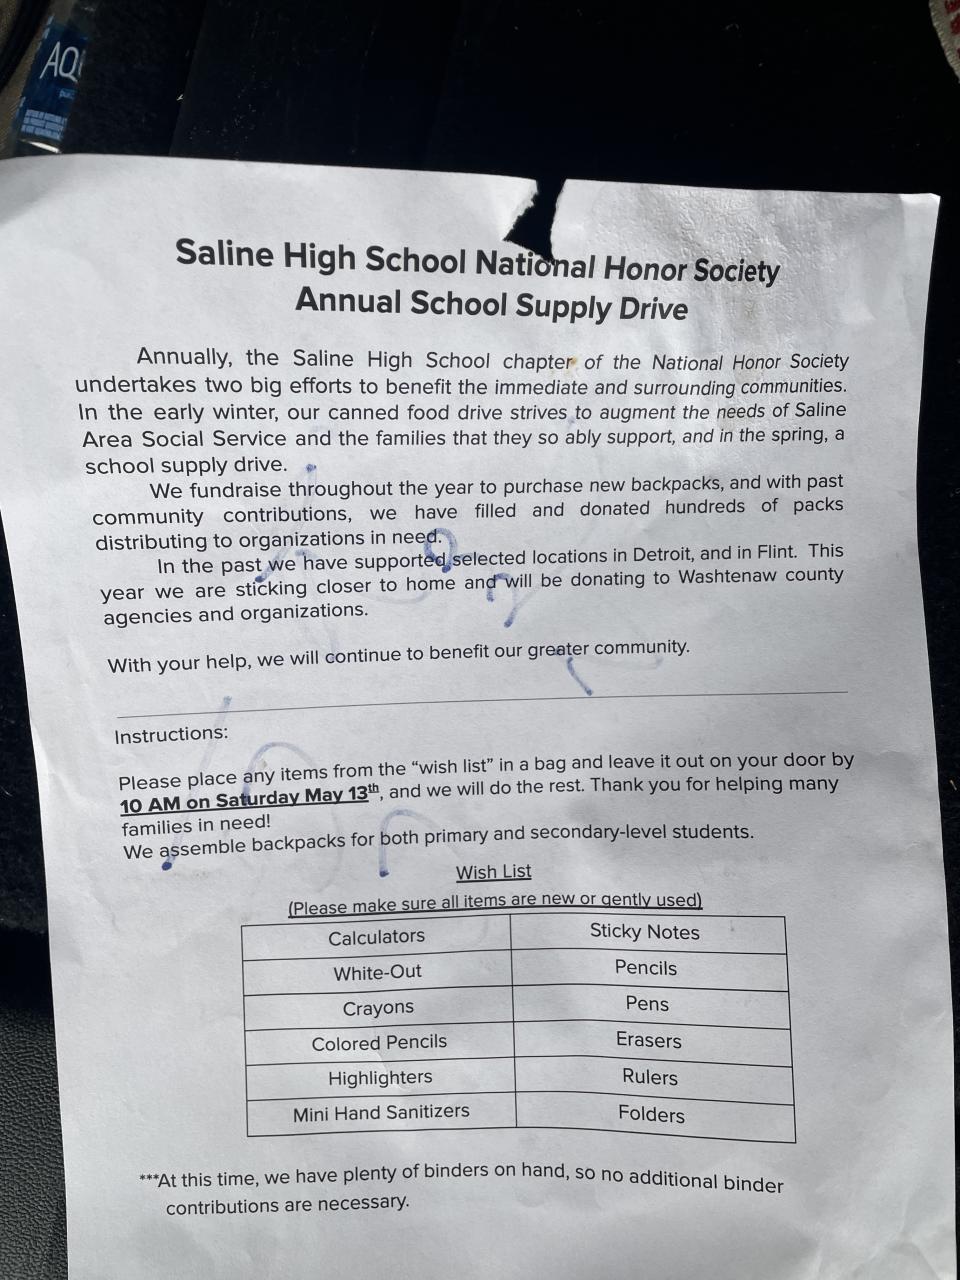 AQ
Saline High School National Honor Society
Annual School Supply Drive
Annually, the Saline High School chapter of the National Honor Society
undertakes two big efforts to benefit the immediate and surrounding communities.
In the early winter, our canned food drive strives to augment the needs of Saline
Area Social Service and the families that they so ably support, and in the spring, a
school supply drive.
We fundraise throughout the year to purchase new backpacks, and with past
community contributions, we have filled and donated hundreds of packs
distributing to organizations in need.
In the past we have supported selected locations in Detroit, and in Flint. This
year we are sticking closer to home and will be donating to Washtenaw county
agencies and organizations.
With your help, we will continue to benefit our greater community.
Instructions:
Please place any items from the “wish list” in a bag and leave it out on your door by
10 AM on Saturday May 13th, and we will do the rest. Thank you for helping many
families in need!
We assemble backpacks for both primary and secondary-level students.
Wish List
(Please make sure all items are new or gently used)
Calculators Sticky Notes
White-Out Pencils
Crayons Pens
Colored Pencils Erasers
Highlighters Rulers
Mini Hand Sanitizers Folders
***At this time, we have plenty of binders on hand, so no additional binder
contributions are necessary.